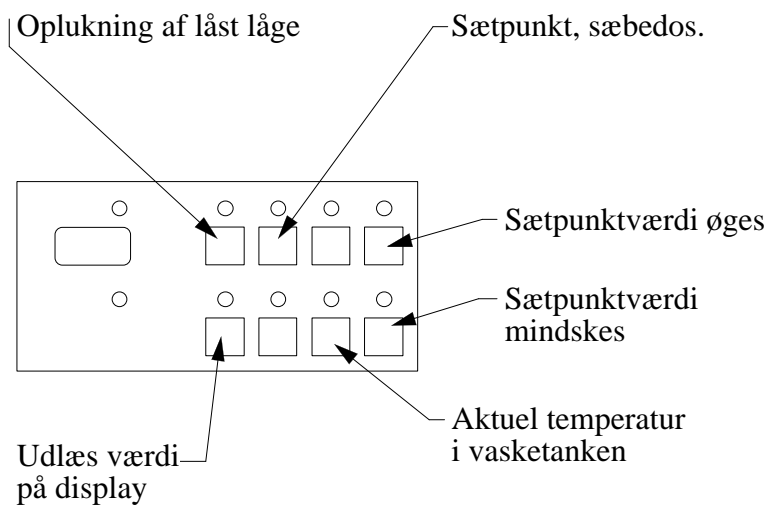 Oplukning af låst låge
Sætpunkt, sæbedos.
Sætpunktværdi øges
Sætpunktværdi
mindskes
Aktuel temperatur
i vasketanken
Udlæs værdi
på display